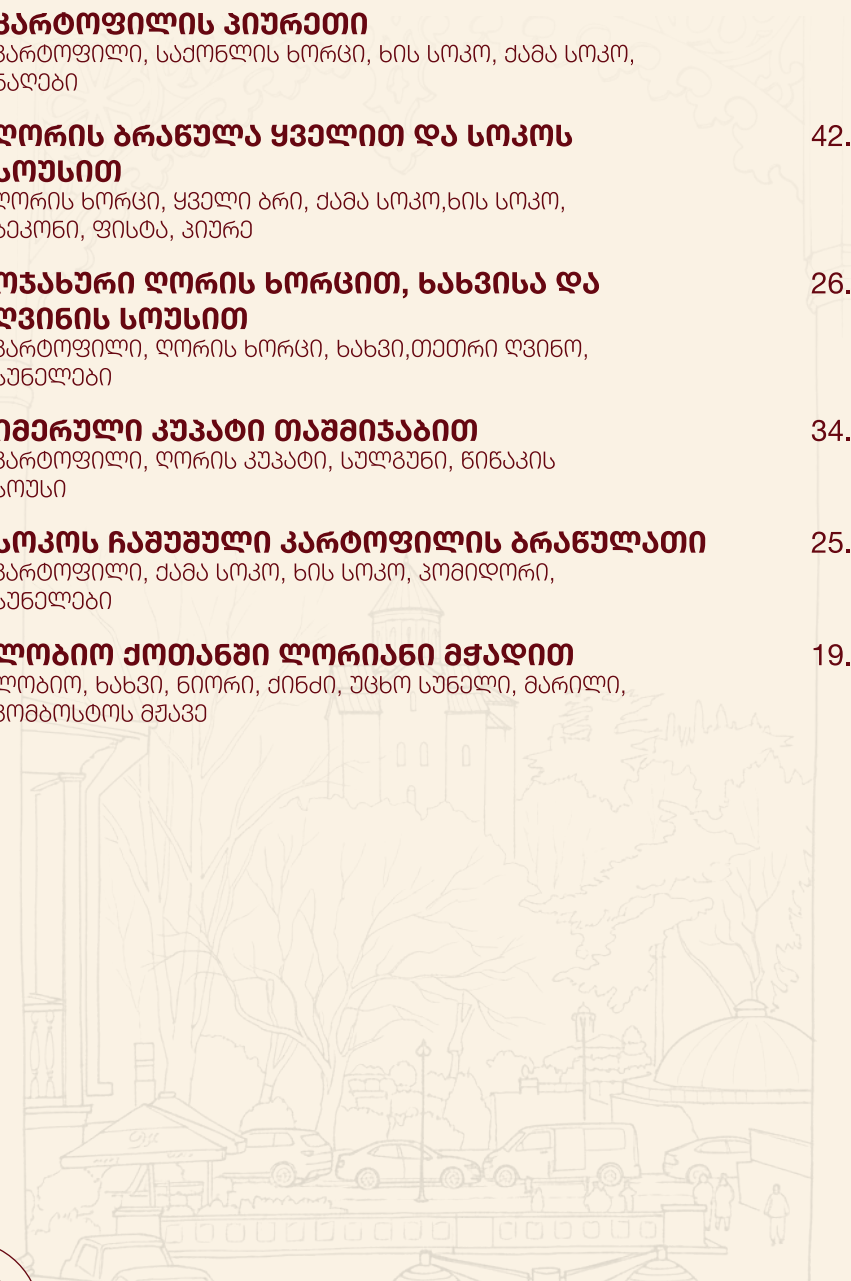 კარტოფილის პიურეთი
კარტოფილი, საქონლის ხორცი, ხის სოკო, ქამა სოკო,
ნაღები
ღორის ბრაწულა ყველით და სოკოს 42.
სოუსით
ღორის ხორცი, ყველი ბრი, ქამა სოკო,ხის სოკო,
ბეკონი, ფისტა, პიურე
ოჯახური ღორის ხორცით, ხახვისა და 26.
ღვინის სოუსით
კარტოფილი, ღორის ხორცი, ხახვი,თეთრი ღვინო,
სუნელები
იმერული კუპატი თაშმიჯაბით 34.
კარტოფილი, ღორის კუპატი, სულგუნი, წიწაკის
სოუსი
სოკოს ჩაშუშული კარტოფილის ბრაწულათი 25.
კარტოფილი, ქამა სოკო, ხის სოკო, პომიდორი,
სუნელები
ლობიო ქოთანში ლორიანი მჭადით 19.
ლობიო, ხახვი, ნიორი, ქინძი, უცხო სუნელი, მარილი,
კომბოსტოს მჟავე